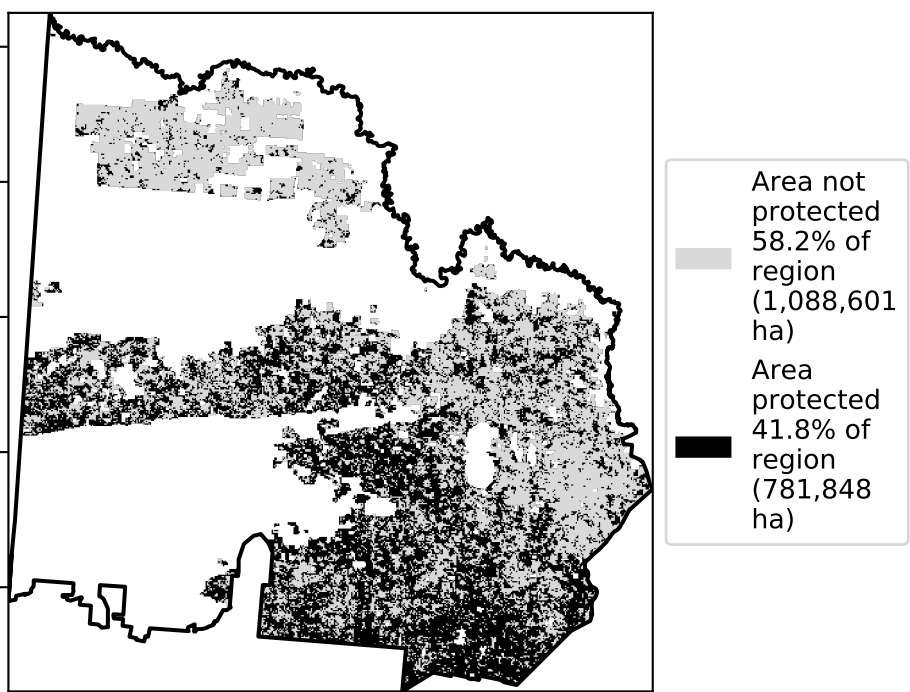 Area not
protected
58.2% of
region
(1,088,601
ha)
Area
protected
41.8% of
region
(781,848
ha)